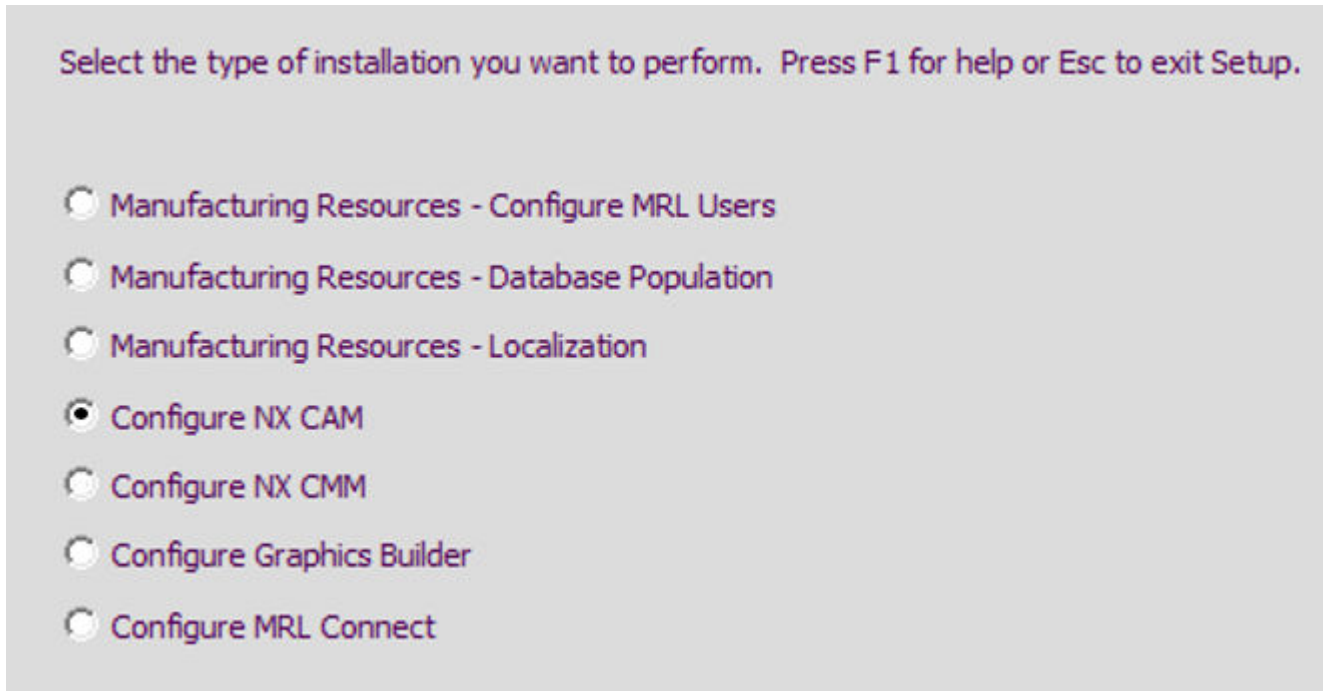 Select the type of installation you want to perform.  Press F1 for help or Esc to exit Setup.
Manufacturing Resources - Configure MRL Users
Manufacturing Resources - Database Population
Manufacturing Resources - Localization
Configure NX CAM
Configure NX CMM
Configure Graphics Builder
Configure MRL Connect